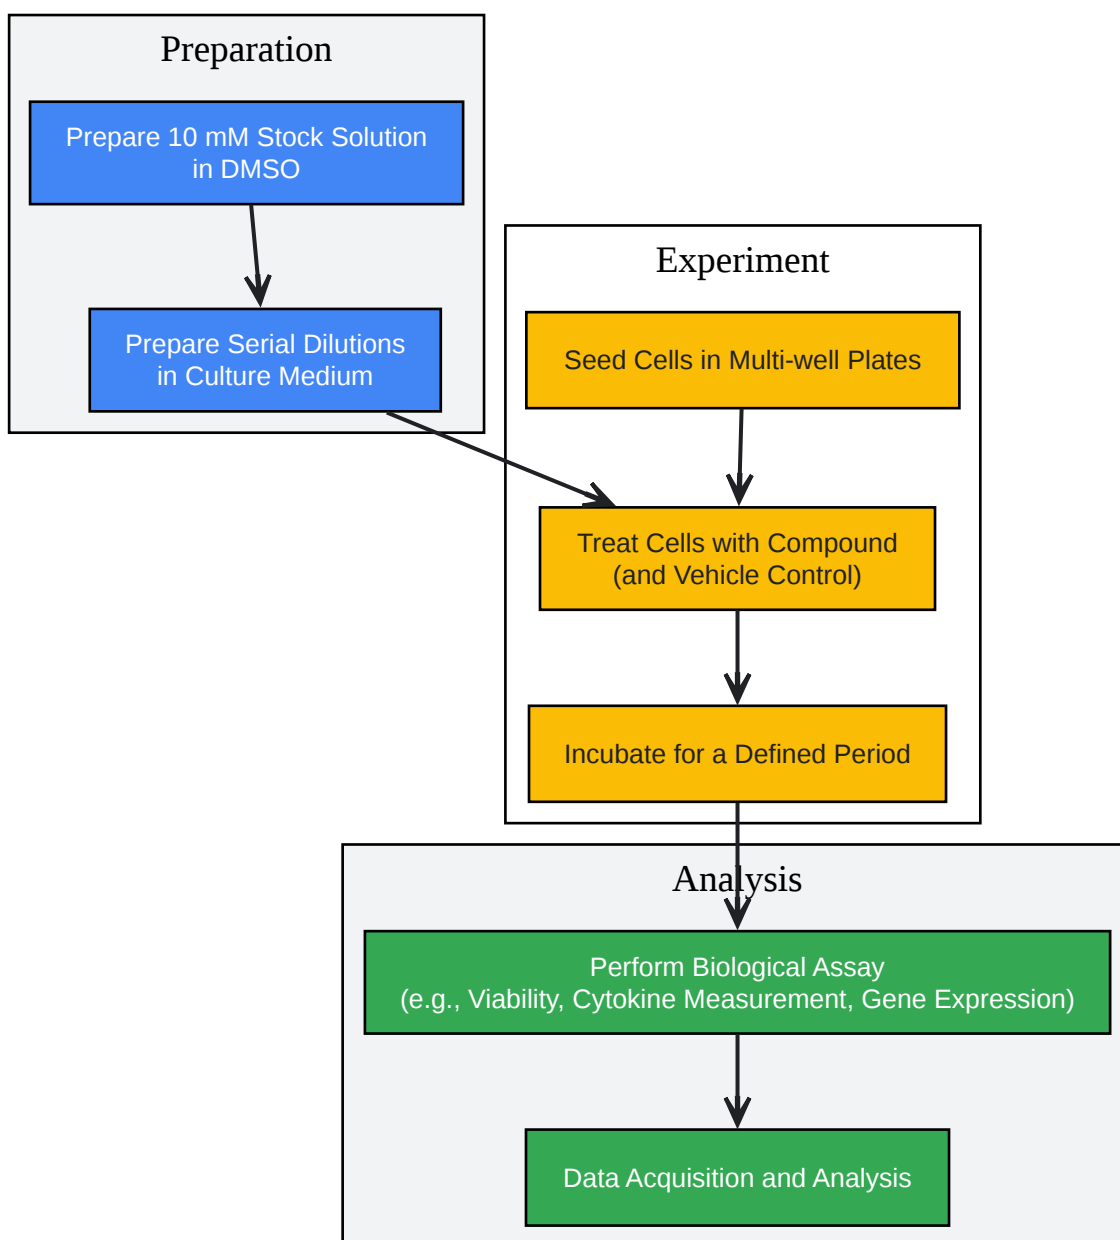 Preparation
Prepare 10 mM Stock Solution
in DMSO
Prepare Serial Dilutions
in Culture Medium
Experiment
Seed Cells in Multi-well Plates
Treat Cells with Compound
(and Vehicle Control)
Incubate for a Defined Period
Analysis
Perform Biological Assay
(e.g., Viability, Cytokine Measurement, Gene Expression)
Data Acquisition and Analysis